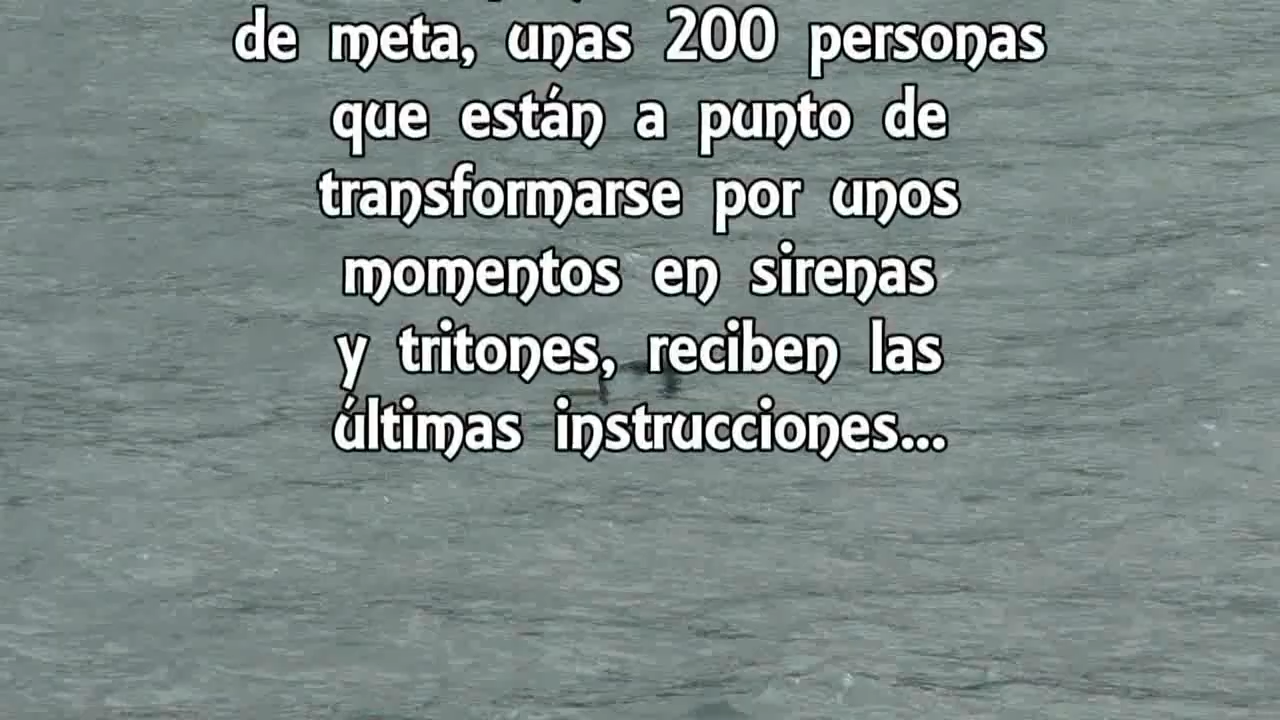 de meta, unas 200 personas
que están a punto de
transformarse por unos
momentos en sirenas
y tritones, reciben las
últimas instrucciones...